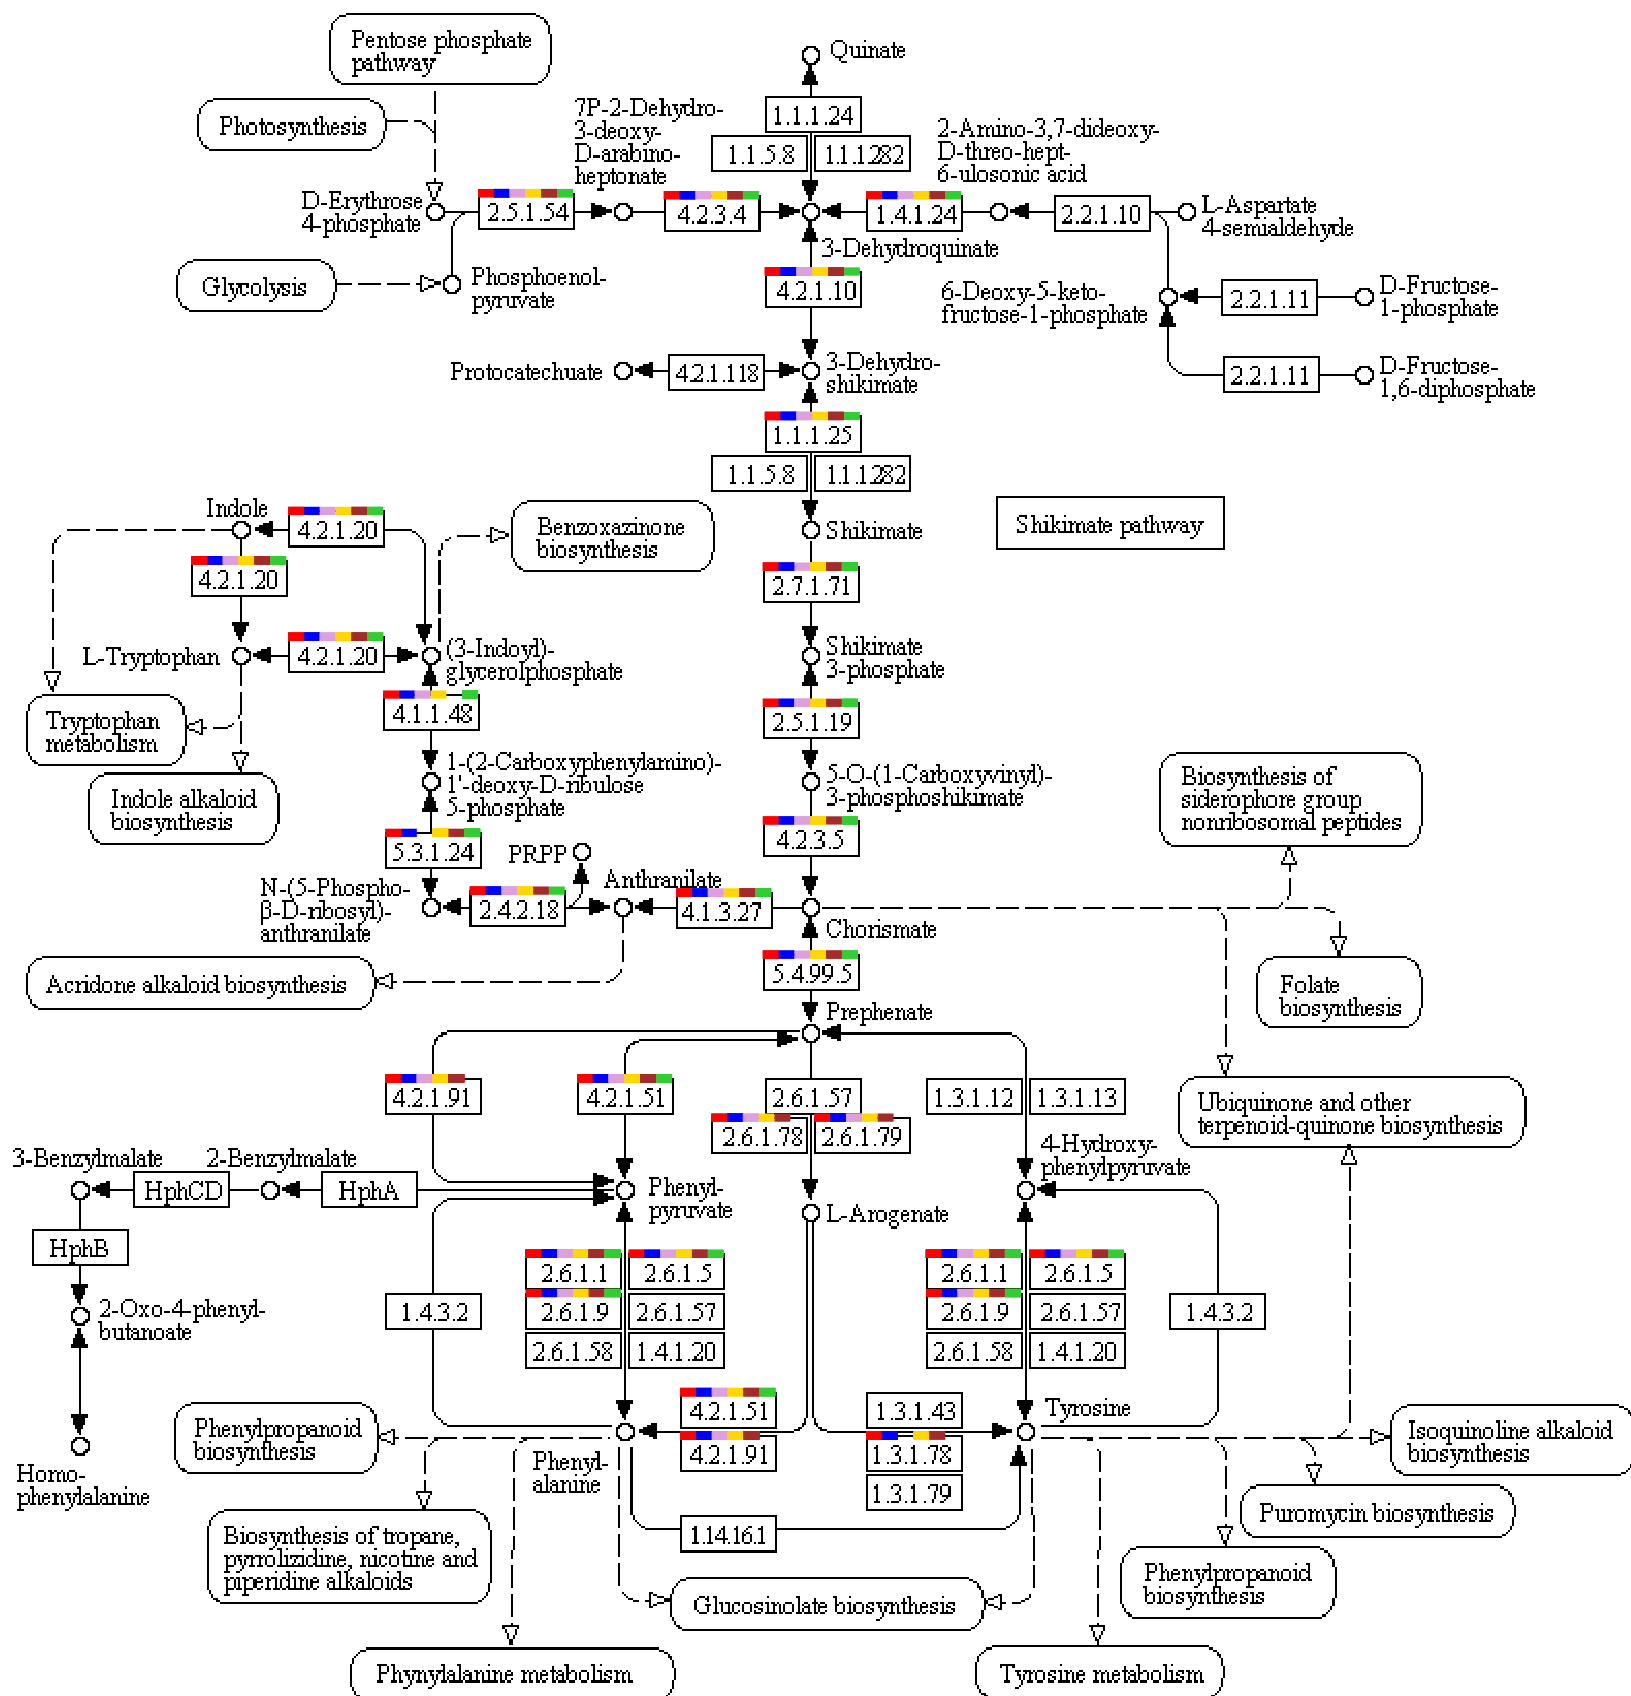 Pentose phosphate
pathway
Quinate
Photosynthesis
7P-2-Dehydro-
3-deoxy-
D-arabino-
heptonate
1.1.1.24
1.1.5.8
1.1.1282
2-Amino-3,7-dideoxy-
D-threo-hept-
6-ulosonic acid
D-Erythrose
4-phosphate
2.5.1.54
4.2.3.4
1.4.1.24
2.2.1.10
L-Aspartate
4-semialdehyde
3-Dehydroquinate
Glycolysis
Phosphoenol-
pyruvate
4.2.1.10
6-Deoxy-5-keto-
fructose-1-phosphate
2.2.1.11
D-Fructose-
1-phosphate
Protocatechuate
4.2.1.118
3-Dehydro-
shikimate
2.2.1.11
D-Fructose-
1,6-diphosphate
1.1.1.25
1.1.5.8
1.1.1282
Indole
4.2.1.20
Benzoxazinone
biosynthesis
Shikimate
Shikimate pathway
4.2.1.20
2.7.1.71
L-Tryptophan
4.2.1.20
(3-Indoyl)-
glycerolphosphate
Shikimate
3-phosphate
Tryptophan
metabolism
4.1.1.48
2.5.1.19
Indole alkaloid
biosynthesis
1-(2-Carboxyphenylamino)-
1'-deoxy-D-ribulose
5-phosphate
5-O-(1-Carboxyvinyl)-
3-phosphoshikimate
Biosynthesis of
siderophore group
nonribosomal peptides
5.3.1.24
PRPP
4.2.3.5
N-(5-Phospho-
β-D-ribosyl)-
anthranilate
2.4.2.18
Anthranilate
4.1.3.27
Chorismate
Acridone alkaloid biosynthesis
5.4.99.5
Folate
biosynthesis
Prephenate
4.2.1.91
4.2.1.51
2.6.1.57
2.6.1.78
2.6.1.79
1.3.1.12
1.3.1.13
Ubiquinone and other
terpenoid-quinone biosynthesis
3-Benzylmalate
2-Benzylmalate
4-Hydroxy-
phenylpyruvate
HphCD
HphA
Phenyl-
pyruvate
L-Arogenate
HphB
2.6.1.1
2.6.1.5
2.6.1.1
2.6.1.5
2-Oxo-4-phenyl-
butanoate
1.4.3.2
2.6.1.9
2.6.1.57
2.6.1.9
2.6.1.57
1.4.3.2
2.6.1.58
1.4.1.20
2.6.1.58
1.4.1.20
Phenylpropanoid
biosynthesis
4.2.1.51
4.2.1.91
1.3.1.43
1.3.1.78
1.3.1.79
Tyrosine
Isoquinoline alkaloid
biosynthesis
Homo-
phenylalanine
Phenyl-
alanine
Puromycin biosynthesis
Biosynthesis of tropane,
pyrrolizidine, nicotine and
piperidine alkaloids
1.14.16.1
Phenylpropanoid
biosynthesis
Glucosinolate biosynthesis
Phynylalanine metabolism
Tyrosine metabolism